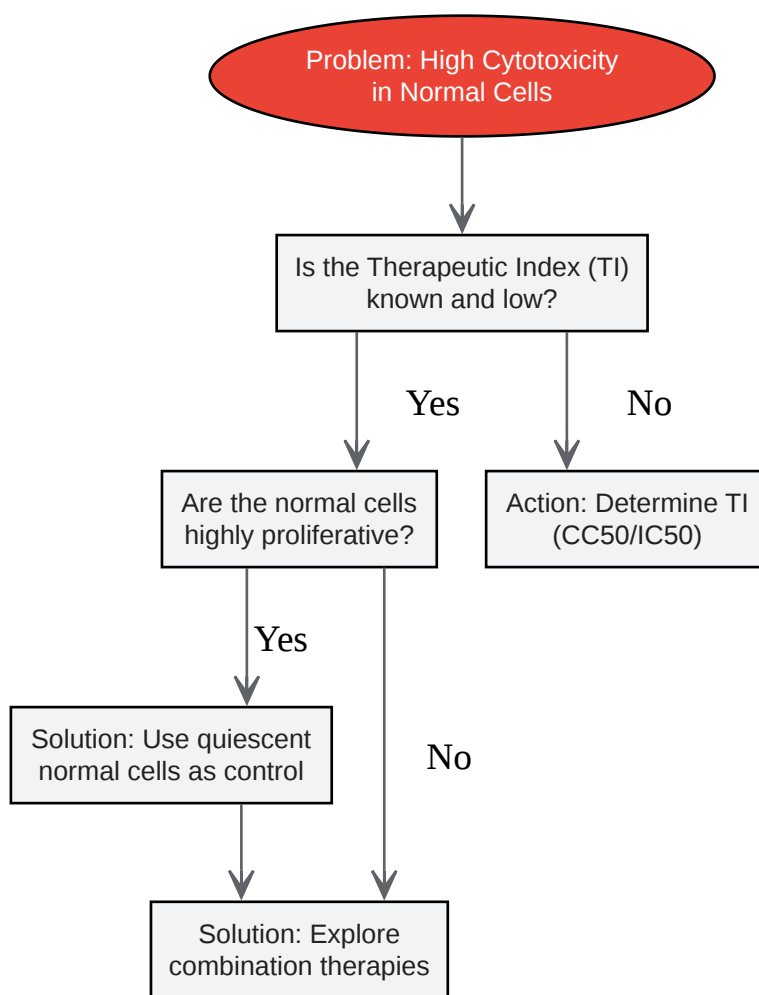 Problem: High Cytotoxicity
in Normal Cells
Is the Therapeutic Index (TI)
known and low?
Yes
No
Are the normal cells
highly proliferative?
Action: Determine TI
(CC50/IC50)
Yes
Solution: Use quiescent
normal cells as control
No
Solution: Explore
combination therapies